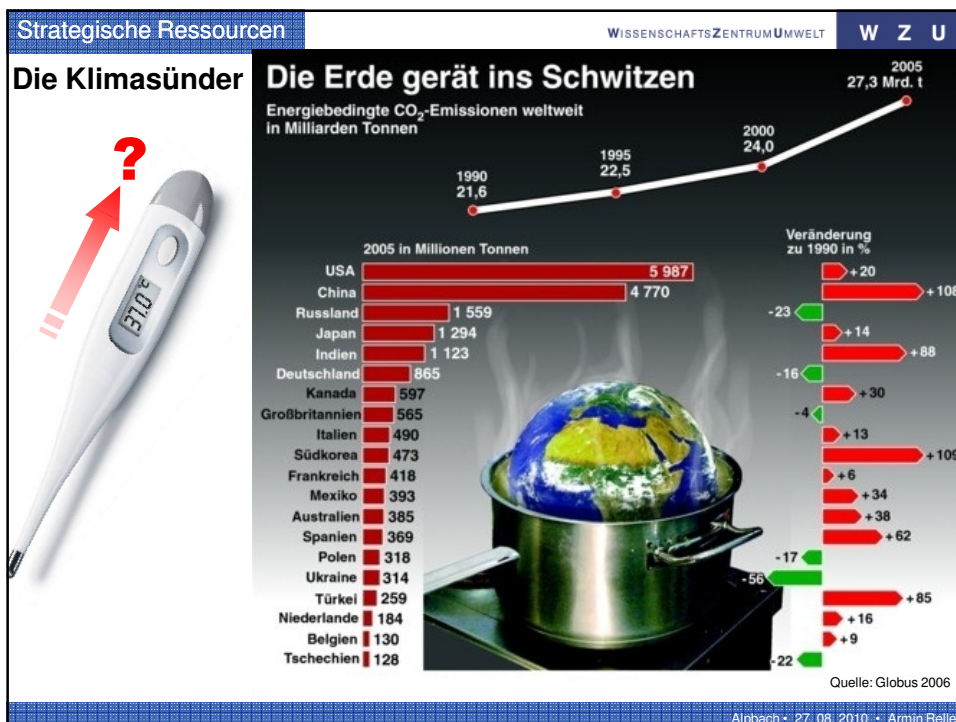 Strategische Ressourcen
WISSENSCHAFTSZENTRUMUMWELT
W Z U
Die Klimasünder
?
37.0 °C
Die Erde gerät ins Schwitzen
Energiebedingte CO₂-Emissionen weltweit
in Milliarden Tonnen
1990
21,6
1995
22,5
2000
24,0
2005
27,3 Mrd. t
2005 in Millionen Tonnen
Veränderung
zu 1990 in %
USA 5 987 +20
China 4 770 +108
Russland 1 559 -23
Japan 1 294 +14
Indien 1 123 +88
Deutschland 865 -16
Kanada 597 +30
Großbritannien 565 -4
Italien 490 +13
Südkorea 473 +109
Frankreich 418 +6
Mexiko 393 +34
Australien 385 +38
Spanien 369 +62
Polen 318 -17
Ukraine 314 -56
Türkei 259 +85
Niederlande 184 +16
Belgien 130 +9
Tschechien 128 -22
Quelle: Globus 2006
Alpbach • 27. 08. 2010 • Armin Relle